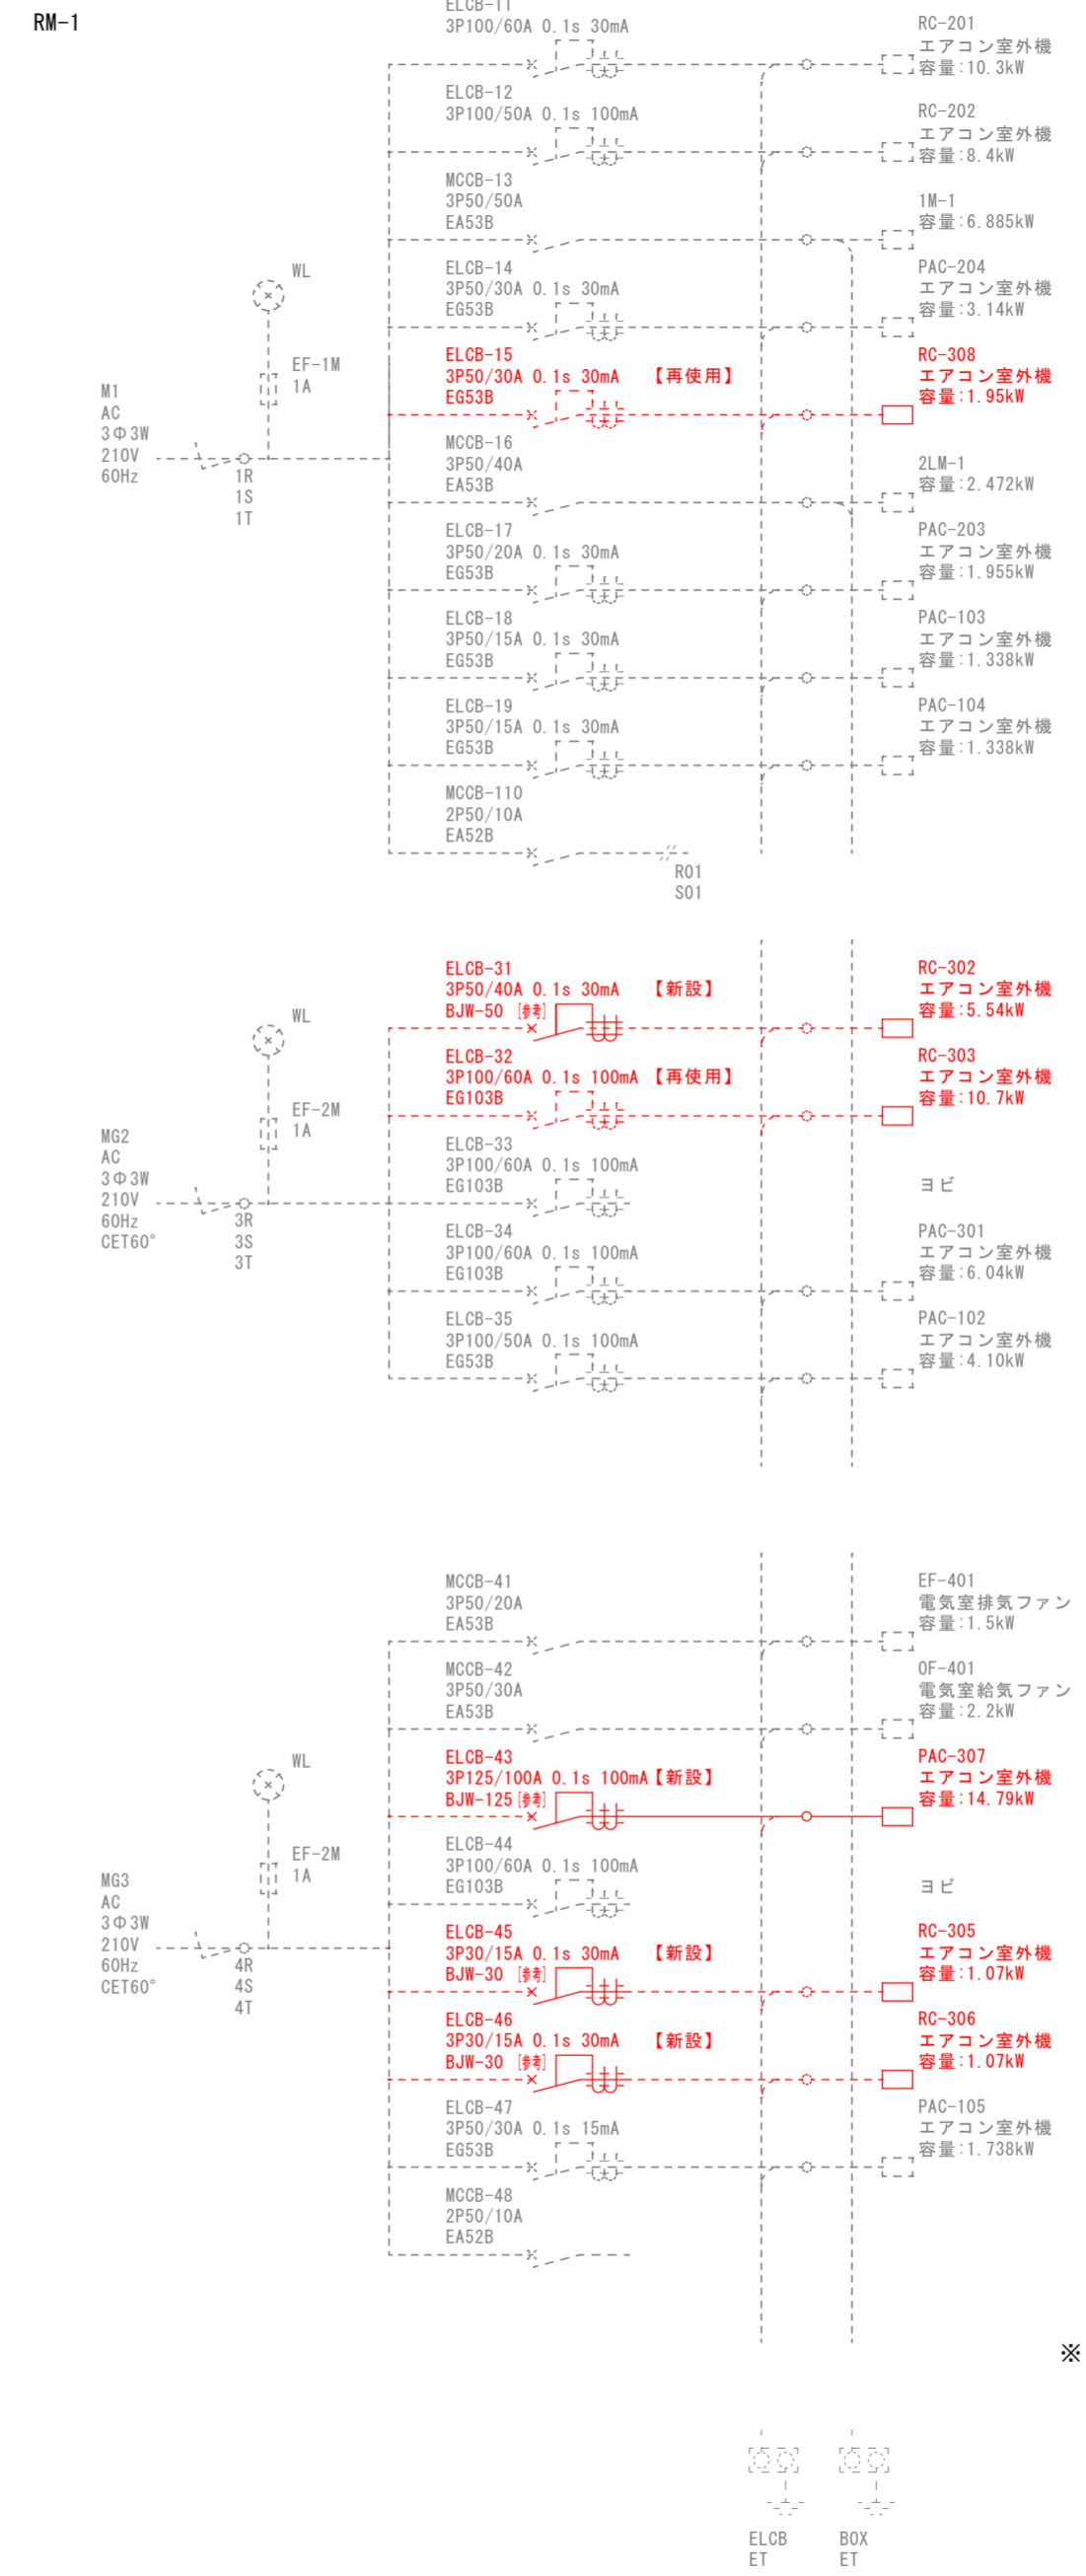 RM-1
ELCB-11
3P100/60A 0.1s 30mA
RC-201
エアコン室外機
容量:10.3kW
ELCB-12
3P100/50A 0.1s 100mA
RC-202
エアコン室外機
容量:8.4kW
MCCB-13
3P50/50A
EA53B
1M-1
容量:6.885kW
ELCB-14
3P50/30A 0.1s 30mA
EG53B
PAC-204
エアコン室外機
容量:3.14kW
WL
EF-1M
1A
M1
AC
3Φ3W
210V
60Hz
1R
1S
1T
ELCB-15
3P50/30A 0.1s 30mA 【再使用】
EG53B
RC-308
エアコン室外機
容量:1.95kW
MCCB-16
3P50/40A
EA53B
2LM-1
容量:2.472kW
ELCB-17
3P50/20A 0.1s 30mA
EG53B
PAC-203
エアコン室外機
容量:1.955kW
ELCB-18
3P50/15A 0.1s 30mA
EG53B
PAC-103
エアコン室外機
容量:1.338kW
ELCB-19
3P50/15A 0.1s 30mA
EG53B
PAC-104
エアコン室外機
容量:1.338kW
MCCB-110
2P50/10A
EA52B
R01
S01
ELCB-31
3P50/40A 0.1s 30mA 【新設】
BJW-50 [参考]
RC-302
エアコン室外機
容量:5.54kW
WL
EF-2M
1A
MG2
AC
3Φ3W
210V
60Hz
CET60°
3R
3S
3T
ELCB-32
3P100/60A 0.1s 100mA 【再使用】
EG103B
RC-303
エアコン室外機
容量:10.7kW
ELCB-33
3P100/60A 0.1s 100mA
EG103B
ヨビ
ELCB-34
3P100/60A 0.1s 100mA
EG103B
PAC-301
エアコン室外機
容量:6.04kW
ELCB-35
3P100/50A 0.1s 100mA
EG53B
PAC-102
エアコン室外機
容量:4.10kW
MCCB-41
3P50/20A
EA53B
EF-401
電気室排気ファン
容量:1.5kW
MCCB-42
3P50/30A
EA53B
OF-401
電気室給気ファン
容量:2.2kW
WL
EF-2M
1A
MG3
AC
3Φ3W
210V
60Hz
CET60°
4R
4S
4T
ELCB-43
3P125/100A 0.1s 100mA【新設】
BJW-125 [参考]
PAC-307
エアコン室外機
容量:14.79kW
ELCB-44
3P100/60A 0.1s 100mA
EG103B
ヨビ
ELCB-45
3P30/15A 0.1s 30mA 【新設】
BJW-30 [参考]
RC-305
エアコン室外機
容量:1.07kW
ELCB-46
3P30/15A 0.1s 30mA 【新設】
BJW-30 [参考]
RC-306
エアコン室外機
容量:1.07kW
ELCB-47
3P50/30A 0.1s 15mA
EG53B
PAC-105
エアコン室外機
容量:1.738kW
MCCB-48
2P50/10A
EA52B
※
ELCB
ET
BOX
ET